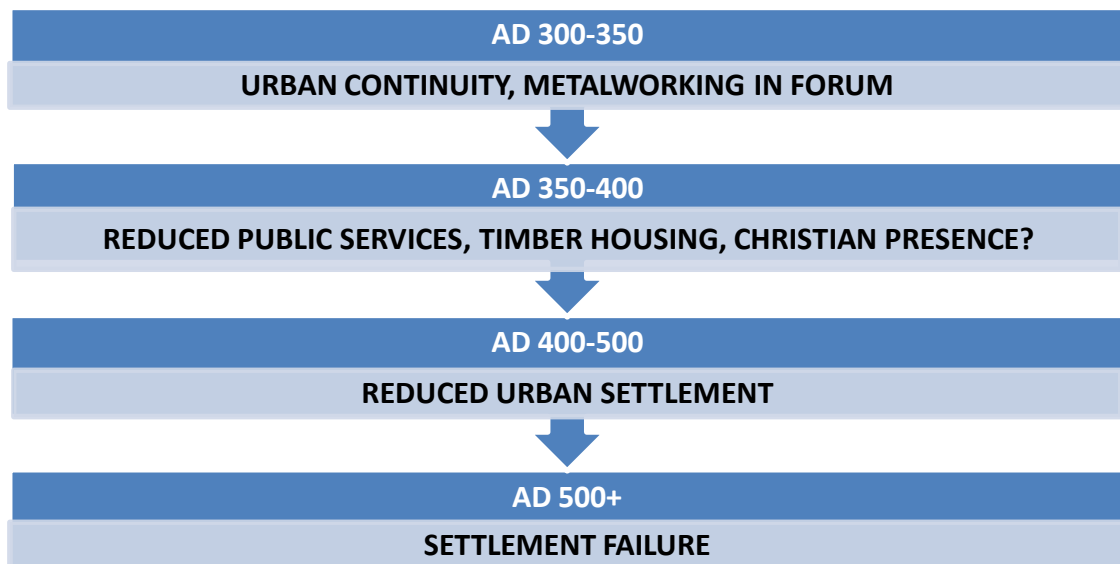 AD 300-350
URBAN CONTINUITY, METALWORKING IN FORUM
AD 350-400
REDUCED PUBLIC SERVICES, TIMBER HOUSING, CHRISTIAN PRESENCE?
AD 400-500
REDUCED URBAN SETTLEMENT
AD 500+
SETTLEMENT FAILURE